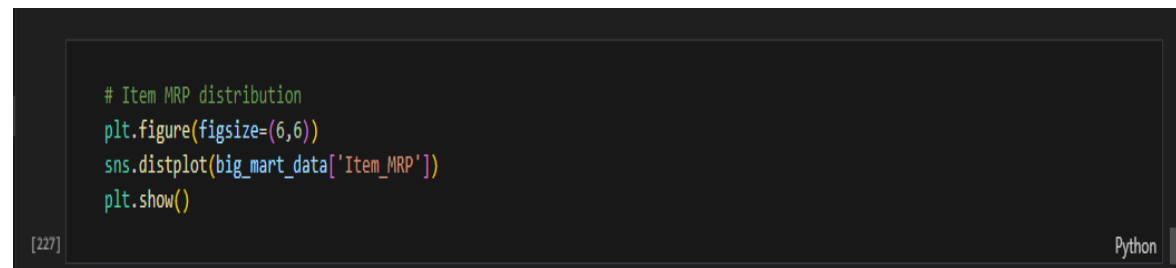 # Item MRP distribution
plt.figure(figsize=(6,6))
sns.distplot(big_mart_data['Item_MRP'])
plt.show()
[227]
Python